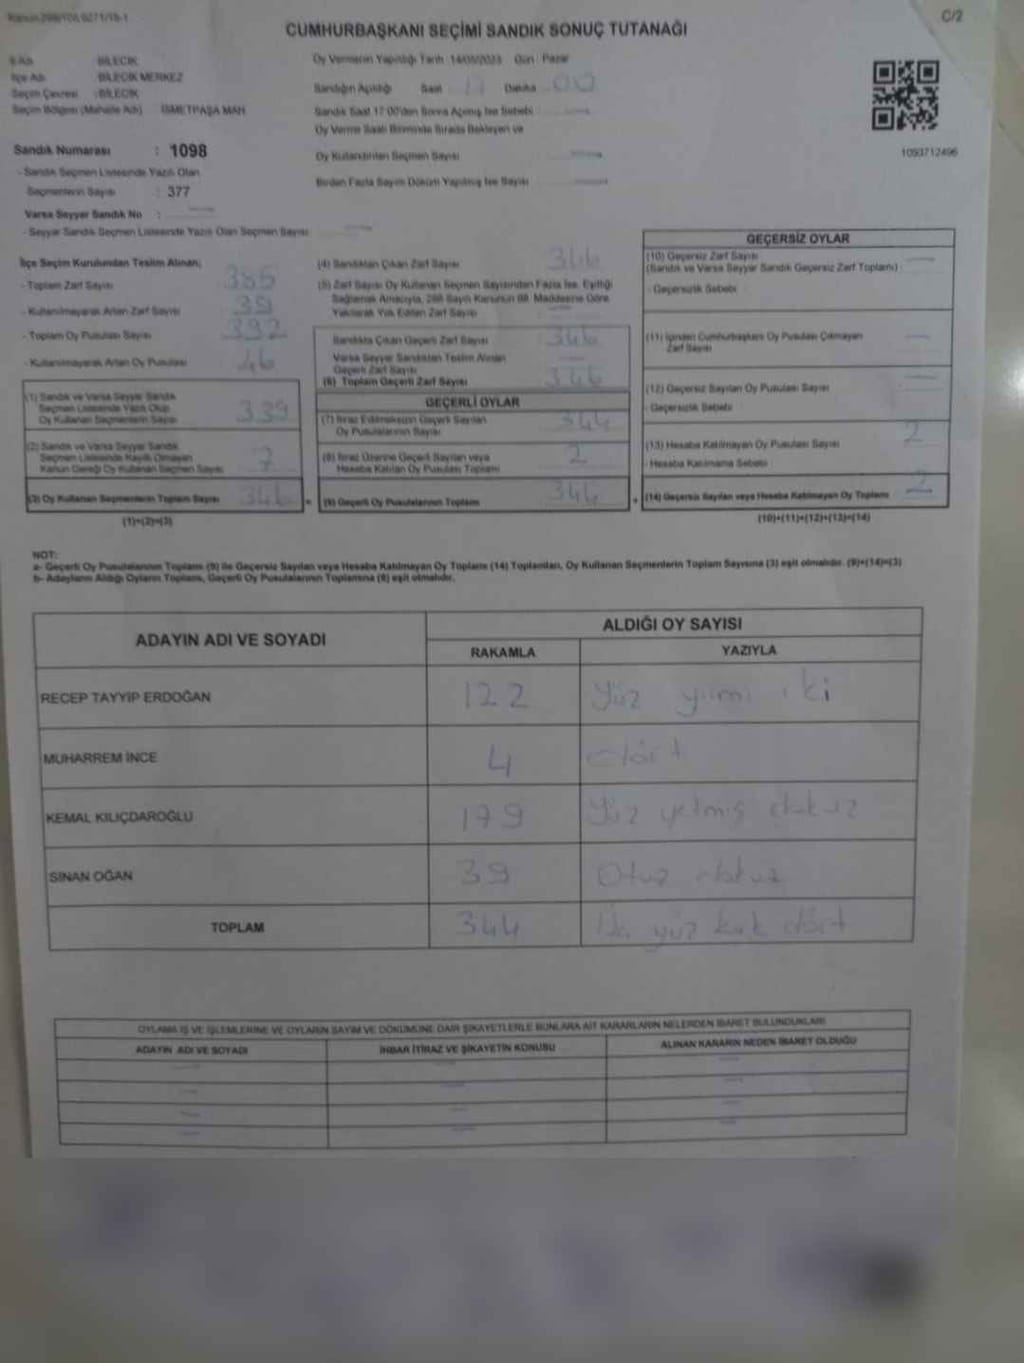 CUMHURBAŞKANI SEÇİMİ SANDIK SONUÇ TUTANAĞI
C/2
İl Adı BİLECİK
İlçe Adı BİLECİK MERKEZ
Seçim Çevresi : BİLECİK
Seçim Bölgesi (Mahalle Adı) İSMETPAŞA MAH
Sandık Numarası : 1098
- Sandık Seçmen Listesinde Yazılı Olan
Seçmenlerin Sayısı : 377
Varsa Seyyar Sandık No :
- Seyyar Sandık Seçmen Listesinde Yazılı Olan Seçmen Sayısı
Oy Vermenin Yapıldığı Tarih : 14/05/2023 Gün : Pazar
Sandığın Açıldığı Saat 17 Dakika 00
Sandık Saat 17:00'den Sonra Açılmış İse Sebebi
Oy Verme Saati Bitiminde Sırada Bekleyen ve
Oy Kullandırılan Seçmen Sayısı
Birden Fazla Sayım Döküm Yapılmış İse Sayısı
1093712496
İlçe Seçim Kurulundan Teslim Alınan;
- Toplam Zarf Sayısı 385
- Kullanılmayarak Artan Zarf Sayısı 39
- Toplam Oy Pusulası Sayısı 392
- Kullanılmayarak Artan Oy Pusulası 46
(1) Sandık ve Varsa Seyyar Sandık
Seçmen Listesinde Yazılı Olup
Oy Kullanan Seçmenlerin Sayısı 339
(2) Sandık ve Varsa Seyyar Sandık
Seçmen Listesinde Kayıtlı Olmayan
Kanun Gereği Oy Kullanan Seçmen Sayısı 7
(3) Oy Kullanan Seçmenlerin Toplam Sayısı 346 =
(1)+(2)=(3)
(4) Sandıktan Çıkan Zarf Sayısı 346
(5) Zarf Sayısı Oy Kullanan Seçmen Sayısından Fazla İse, Eşitliği
Sağlamak Amacıyla, 298 Sayılı Kanunun 98. Maddesine Göre
Yakılarak Yok Edilen Zarf Sayısı
Sandıkta Çıkan Geçerli Zarf Sayısı 346
Varsa Seyyar Sandıktan Teslim Alınan
Geçerli Zarf Sayısı
(6) Toplam Geçerli Zarf Sayısı 346
GEÇERLİ OYLAR
(7) İtiraz Edilmeksizin Geçerli Sayılan
Oy Pusulalarının Sayısı 344
(8) İtiraz Üzerine Geçerli Sayılan veya
Hesaba Katılan Oy Pusulası Toplamı 2
(9) Geçerli Oy Pusulalarının Toplamı 344 +
GEÇERSİZ OYLAR
(10) Geçersiz Zarf Sayısı
(Sandık ve Varsa Seyyar Sandık Geçersiz Zarf Toplamı)
- Geçersizlik Sebebi
(11) İçinden Cumhurbaşkanı Oy Pusulası Çıkmayan
Zarf Sayısı
(12) Geçersiz Sayılan Oy Pusulası Sayısı
- Geçersizlik Sebebi
(13) Hesaba Katılmayan Oy Pusulası Sayısı 2
- Hesaba Katılmama Sebebi
(14) Geçersiz Sayılan veya Hesaba Katılmayan Oy Toplamı 2
(10)+(11)+(12)+(13)=(14)
NOT:
a- Geçerli Oy Pusulalarının Toplamı (9) ile Geçersiz Sayılan veya Hesaba Katılmayan Oy Toplamı (14) Toplamları, Oy Kullanan Seçmenlerin Toplam Sayısına (3) eşit olmalıdır. (9)+(14)=(3)
b- Adayların Aldığı Oyların Toplamı, Geçerli Oy Pusulalarının Toplamına (9) eşit olmalıdır.
ADAYIN ADI VE SOYADI ALDIĞI OY SAYISI
RAKAMLA YAZIYLA
RECEP TAYYİP ERDOĞAN 122 Yüz yirmi iki
MUHARREM İNCE 4 dört
KEMAL KILIÇDAROĞLU 179 Yüz yetmiş dokuz
SİNAN OĞAN 39 Otuz dokuz
TOPLAM 344 yüz kırk dört
OYLAMA İŞ VE İŞLEMLERİNE VE OYLARIN SAYIM VE DÖKÜMÜNE DAİR ŞİKAYETLERLE BUNLARA AİT KARARLARIN NELERDEN İBARET BULUNDUKLARI
ADAYIN ADI VE SOYADI İHBAR İTİRAZ VE ŞİKAYETİN KONUSU ALINAN KARARIN NEDEN İBARET OLDUĞU